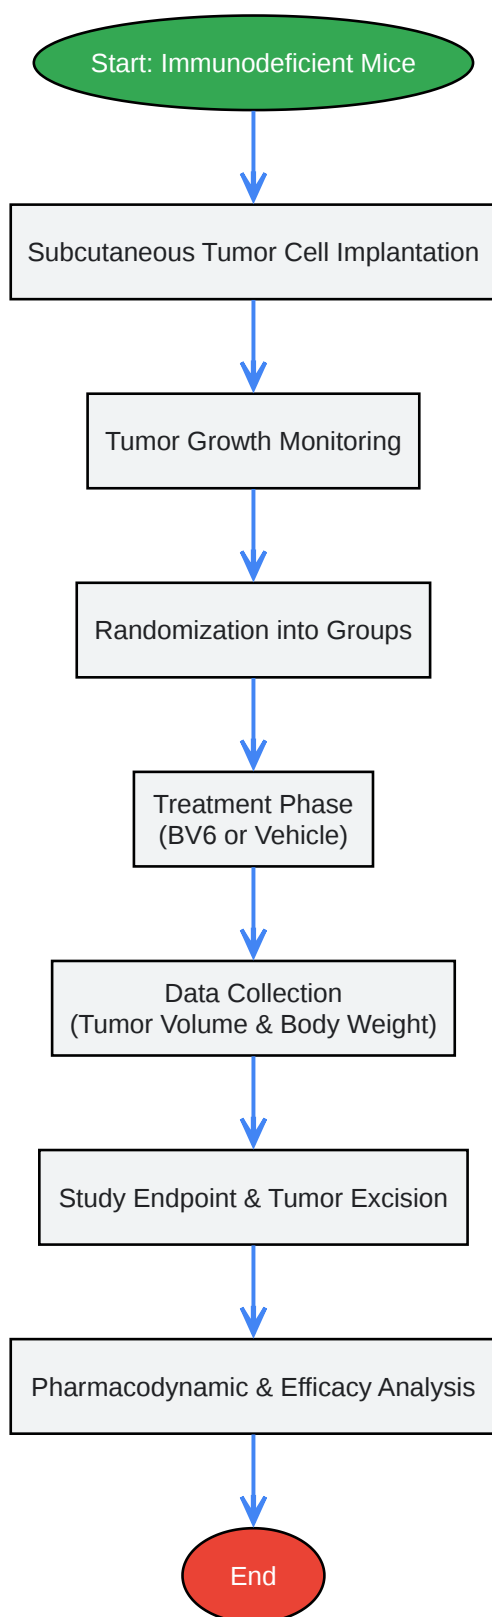 Start: Immunodeficient Mice
Subcutaneous Tumor Cell Implantation
Tumor Growth Monitoring
Randomization into Groups
Treatment Phase
(BV6 or Vehicle)
Data Collection
(Tumor Volume & Body Weight)
Study Endpoint & Tumor Excision
Pharmacodynamic & Efficacy Analysis
End